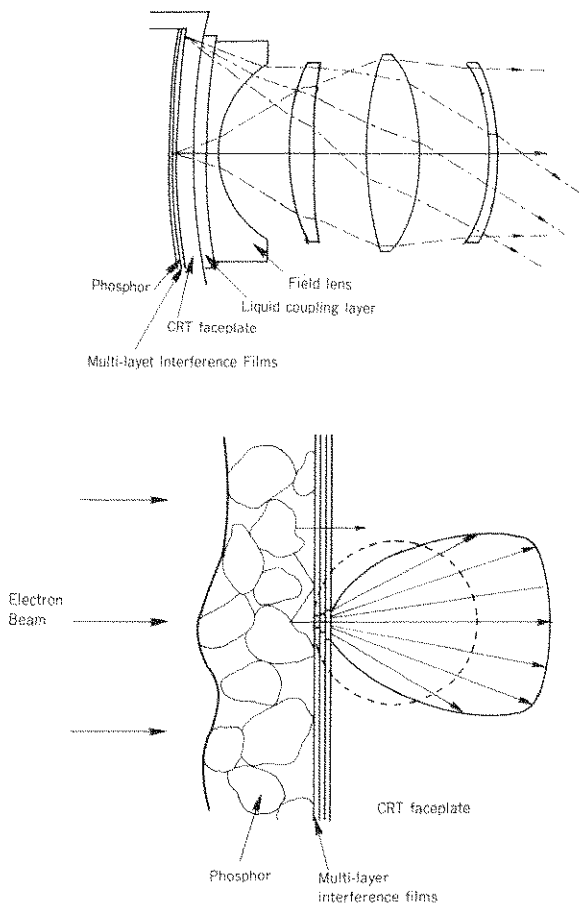 Phosphor
Field lens
Liquid coupling layer
CRT faceplate
Multi-layet Interference Films
Electron
Beam
CRT faceplate
Phosphor
Multi-layer
interference films